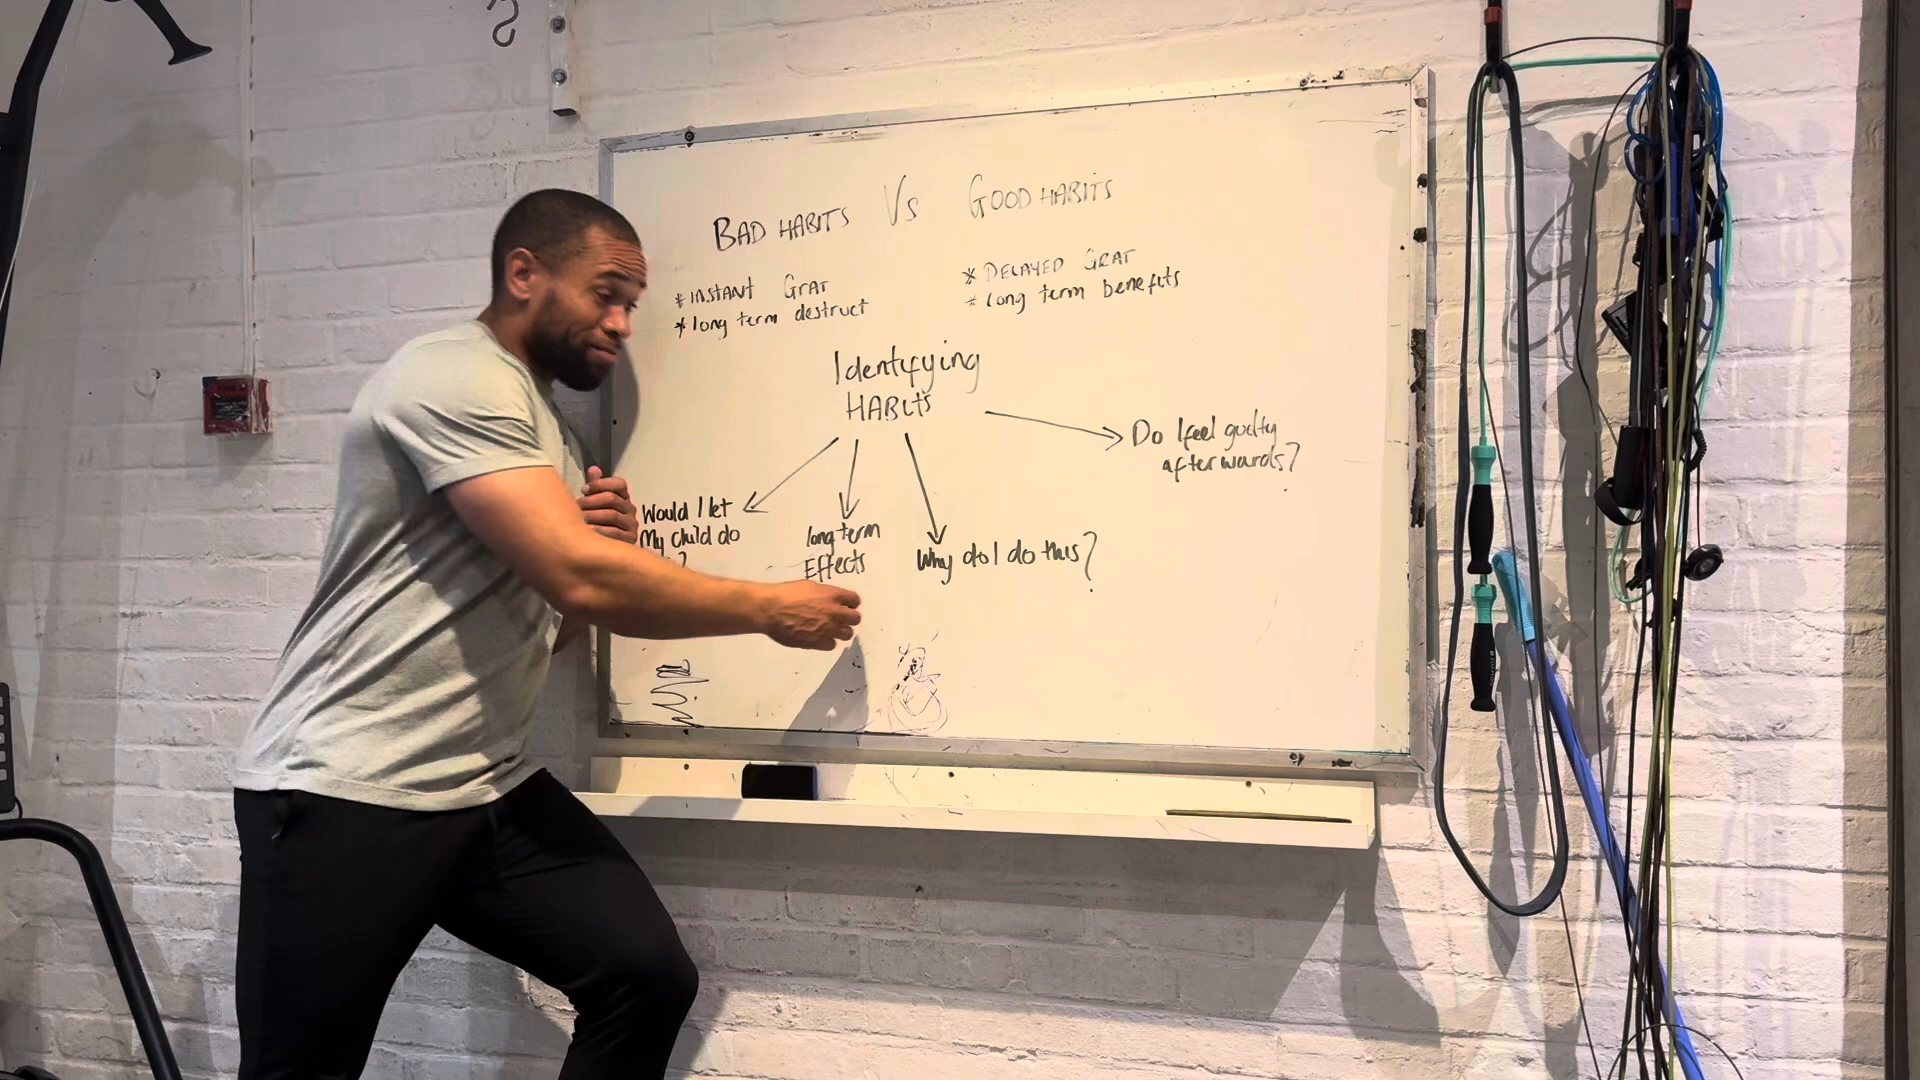 BAD HABITS Vs GOOD HABITS
* INSTANT GRAT
* long term destruct
* DELAYED GRAT
* long term benefits
Identifying
HABITS
Would I let
My child do
?
long term
Effects
Why do I do this?
Do I feel guilty
afterwards?